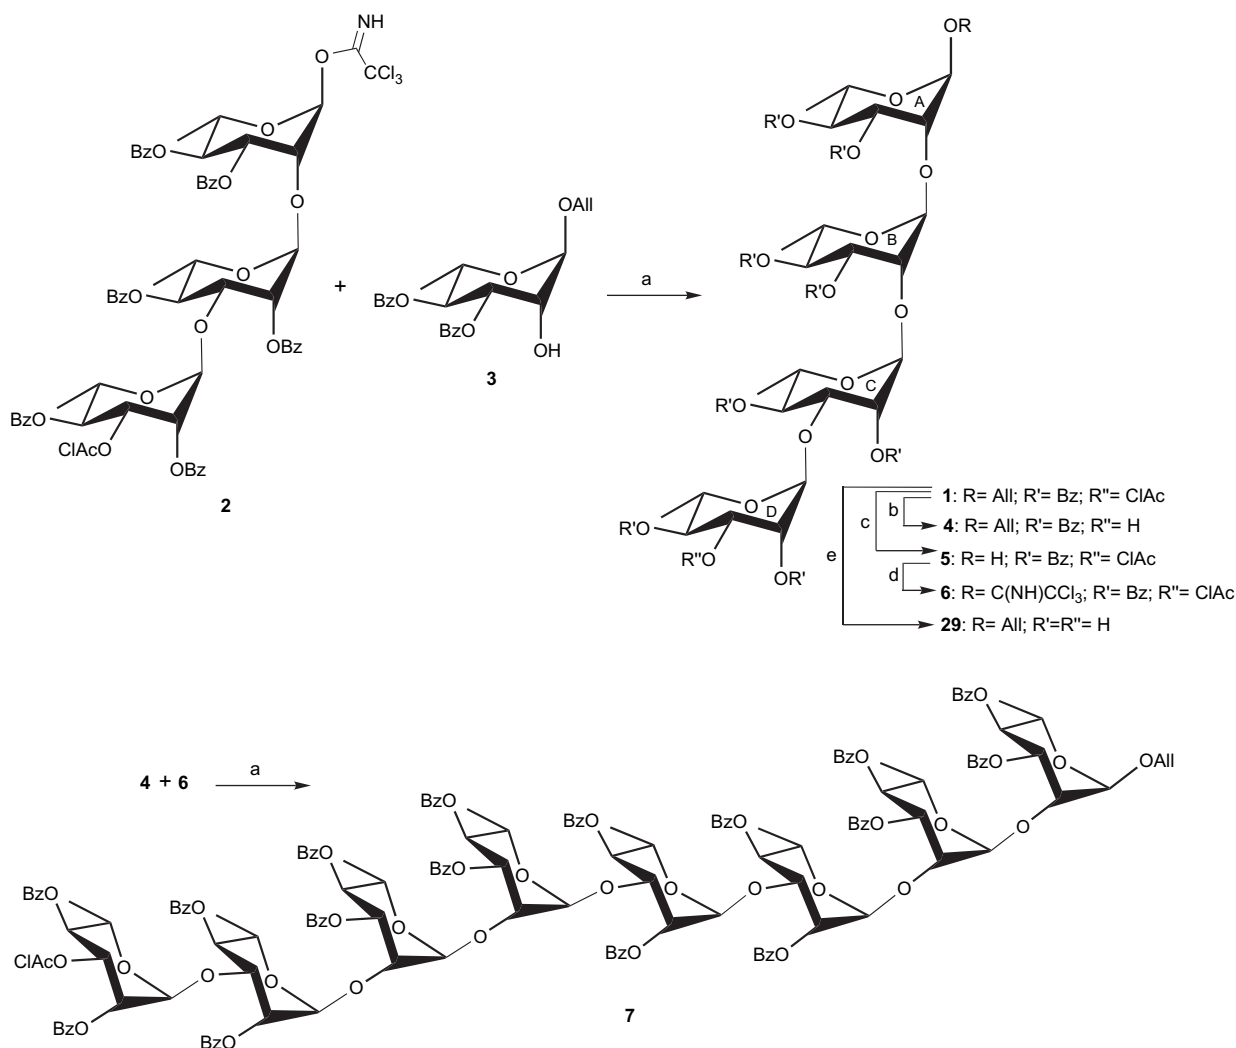 NH
O
CCl3
O
BzO
BzO
O
O
BzO
O
OBz
O
BzO
ClAcO
OBz
2
+
OAll
O
BzO
BzO
OH
3
a
OR
O
A
R'O
R'O
O
O
B
R'O
R'O
O
O
C
R'O
O
OR'
O
D
R'O
R''O
OR'
1: R= All; R'= Bz; R''= ClAc
b
4: R= All; R'= Bz; R''= H
c
5: R= H; R'= Bz; R''= ClAc
d
6: R= C(NH)CCl3; R'= Bz; R''= ClAc
e
29: R= All; R'=R''= H
4 + 6
a
BzO
BzO
O
OAll
O
BzO
BzO
O
O
BzO
O
BzO
O
BzO
O
BzO
O
BzO
BzO
O
O
BzO
BzO
O
O
BzO
O
BzO
O
BzO
ClAcO
O
BzO
7